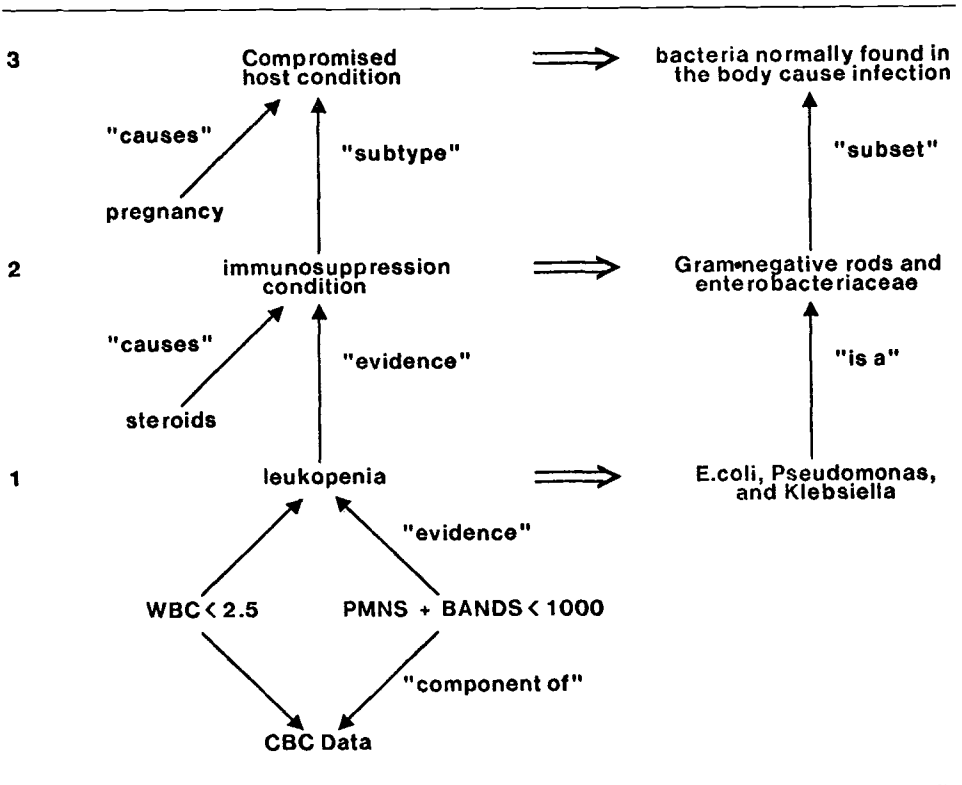 3
Compromised
host condition
bacteria normally found in
the body cause infection
"causes"
"subtype"
"subset"
pregnancy
2
immunosuppression
condition
Gram-negative rods and
enterobacteriaceae
"causes"
"evidence"
"is a"
steroids
1
leukopenia
E.coli, Pseudomonas,
and Klebsiella
"evidence"
WBC < 2.5
PMNS + BANDS < 1000
"component of"
CBC Data